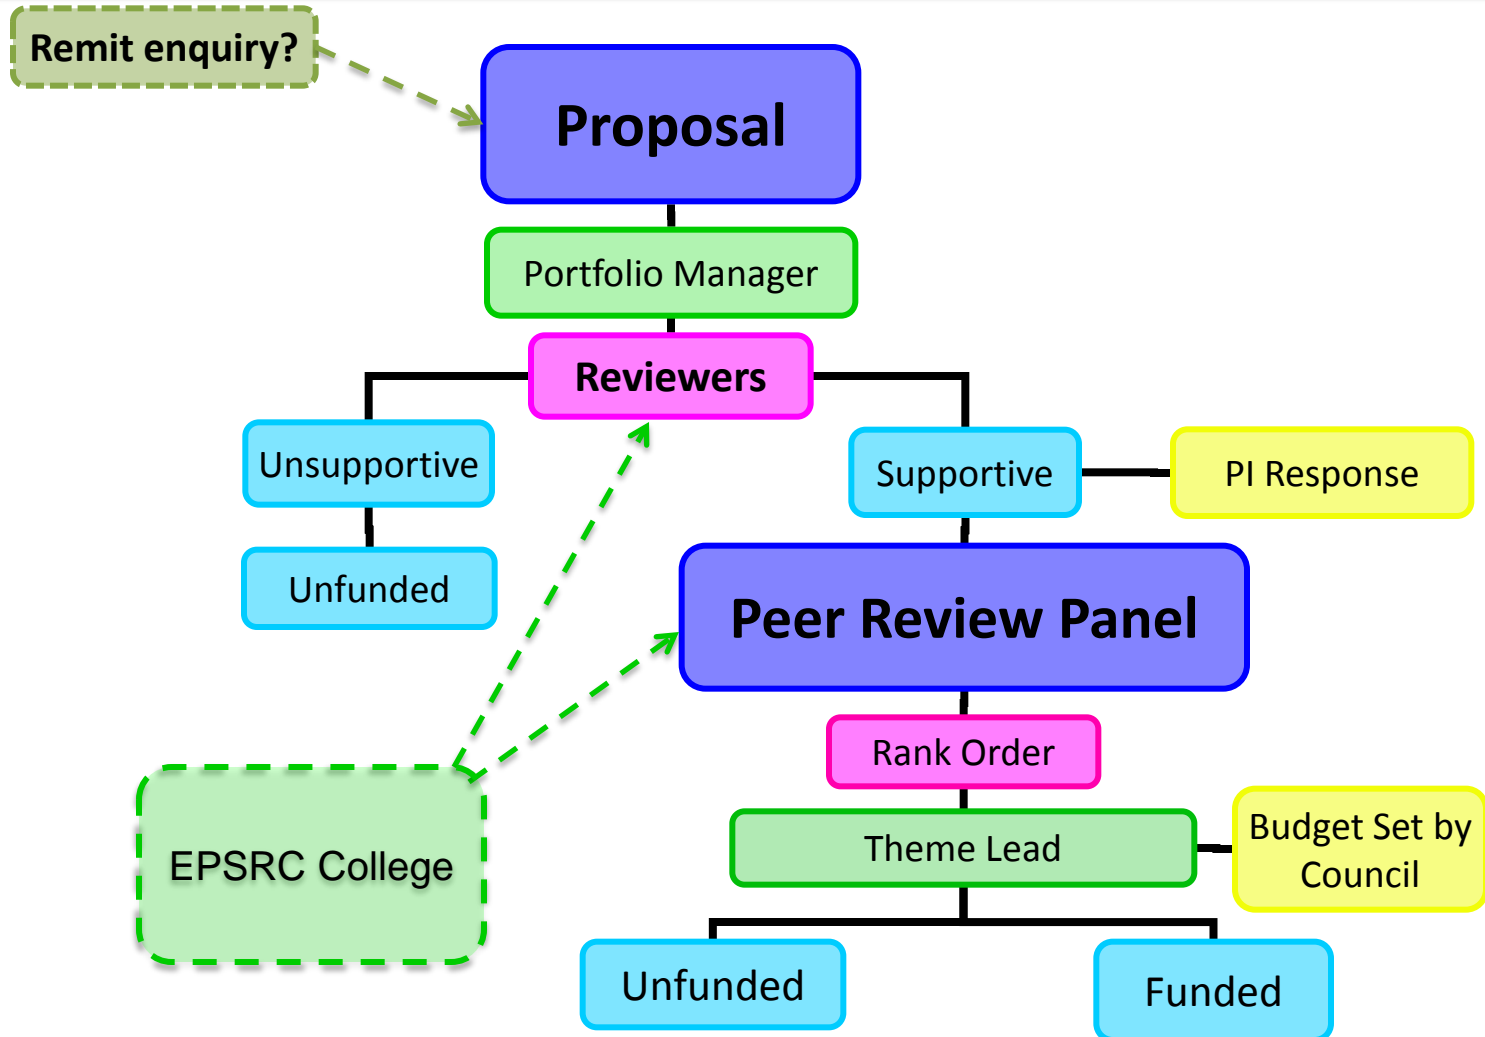 Remit enquiry?
Proposal
Portfolio Manager
Reviewers
Unsupportive
Supportive
PI Response
Unfunded
Peer Review Panel
Rank Order
Theme Lead
Budget Set by
Council
EPSRC College
Unfunded
Funded